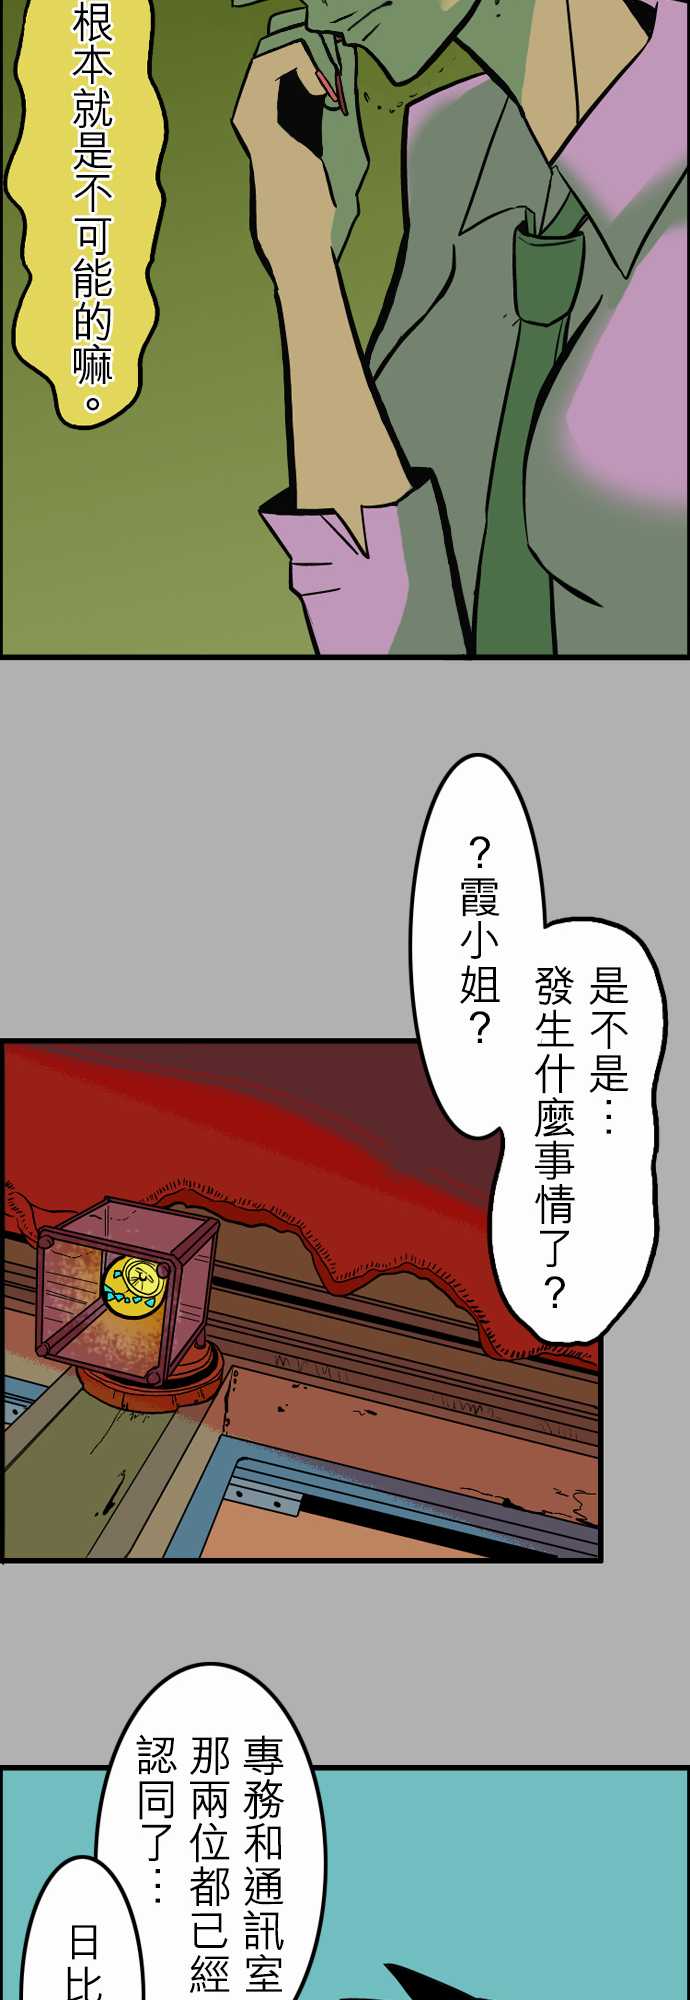 根本就是不可能的嘛。
是不是…
發生什麼事情了？
？霞小姐？
專務和通訊室
那兩位都已經
認同了…
日比